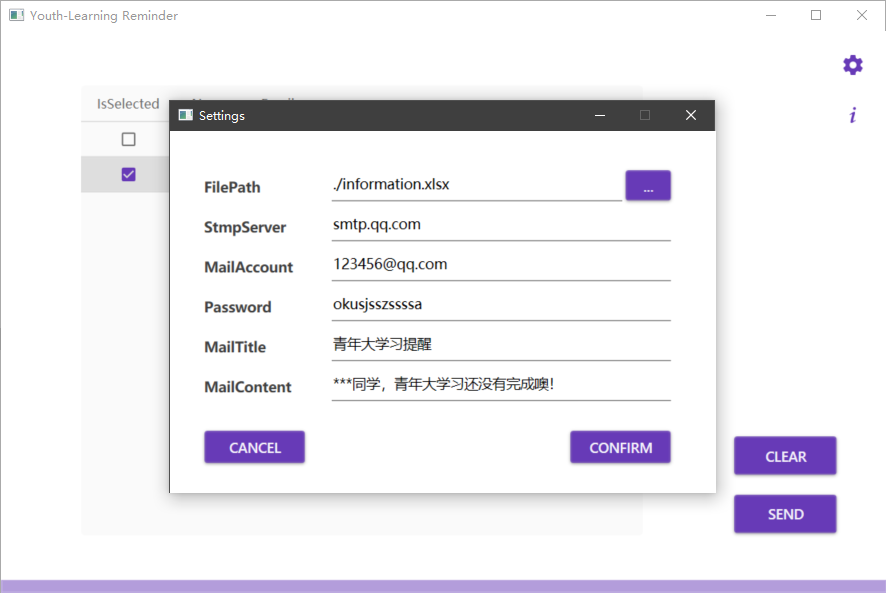 Youth-Learning Reminder
IsSelected
Settings
FilePath ./information.xlsx ...
StmpServer smtp.qq.com
MailAccount 123456@qq.com
Password okusjsszssssa
MailTitle 青年大学习提醒
MailContent ***同学，青年大学习还没有完成噢！
CANCEL CONFIRM
CLEAR
SEND